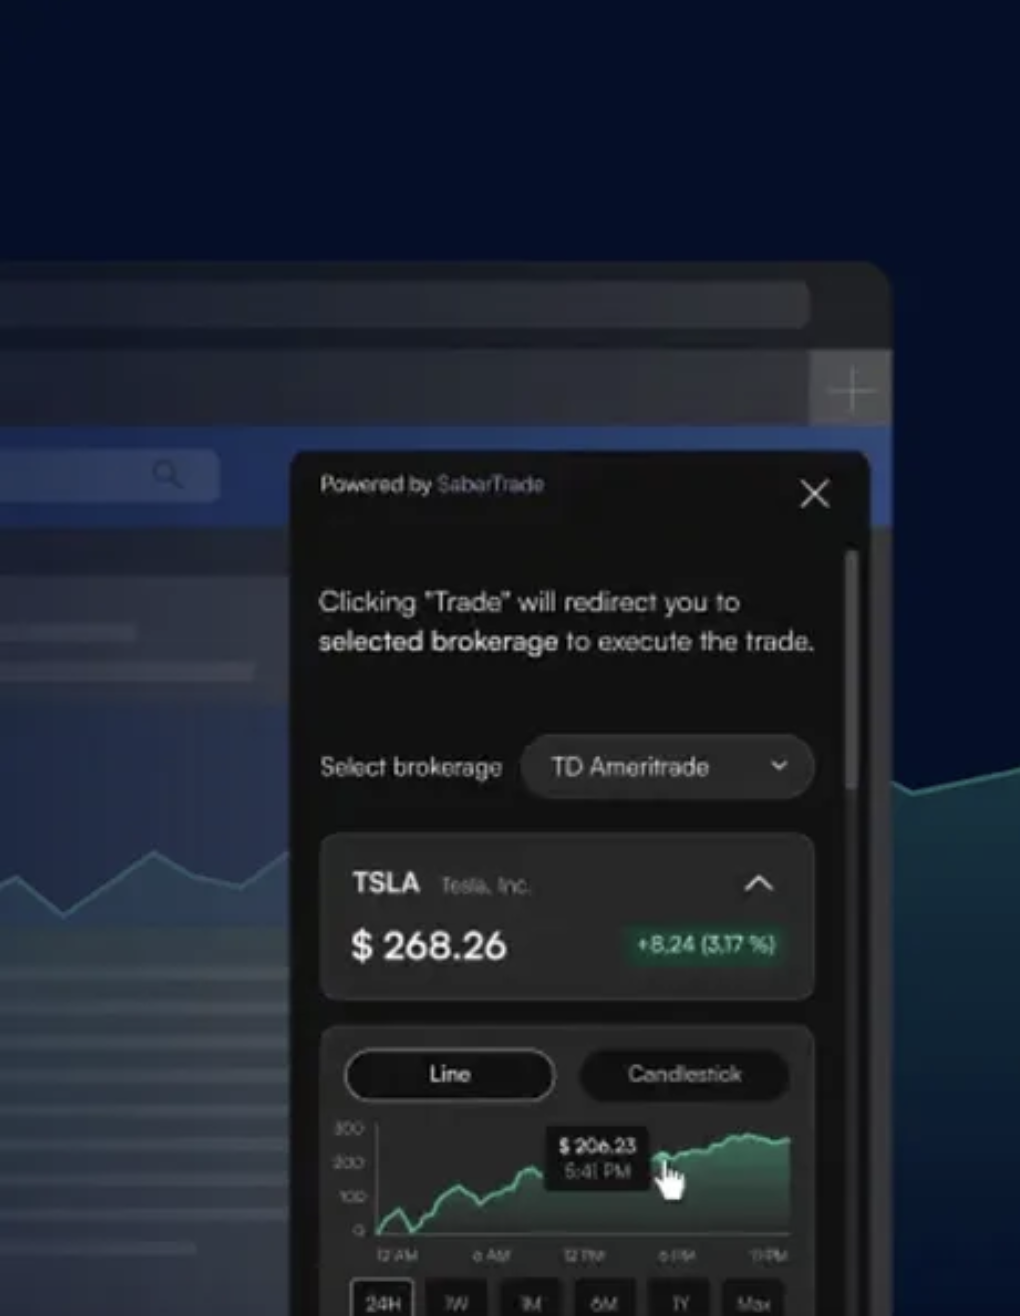 Powered by SaberTrade
Clicking "Trade" will redirect you to
selected brokerage to execute the trade.
Select brokerage
TD Ameritrade
TSLA Tesla, Inc.
$ 268.26
+8,24 (3,17 %)
Line
Candlestick
300
200
100
0
$ 206.23
5:41 PM
12 AM
6 AM
12 PM
6 PM
11 PM
24H
1W
1M
6M
1Y
Max